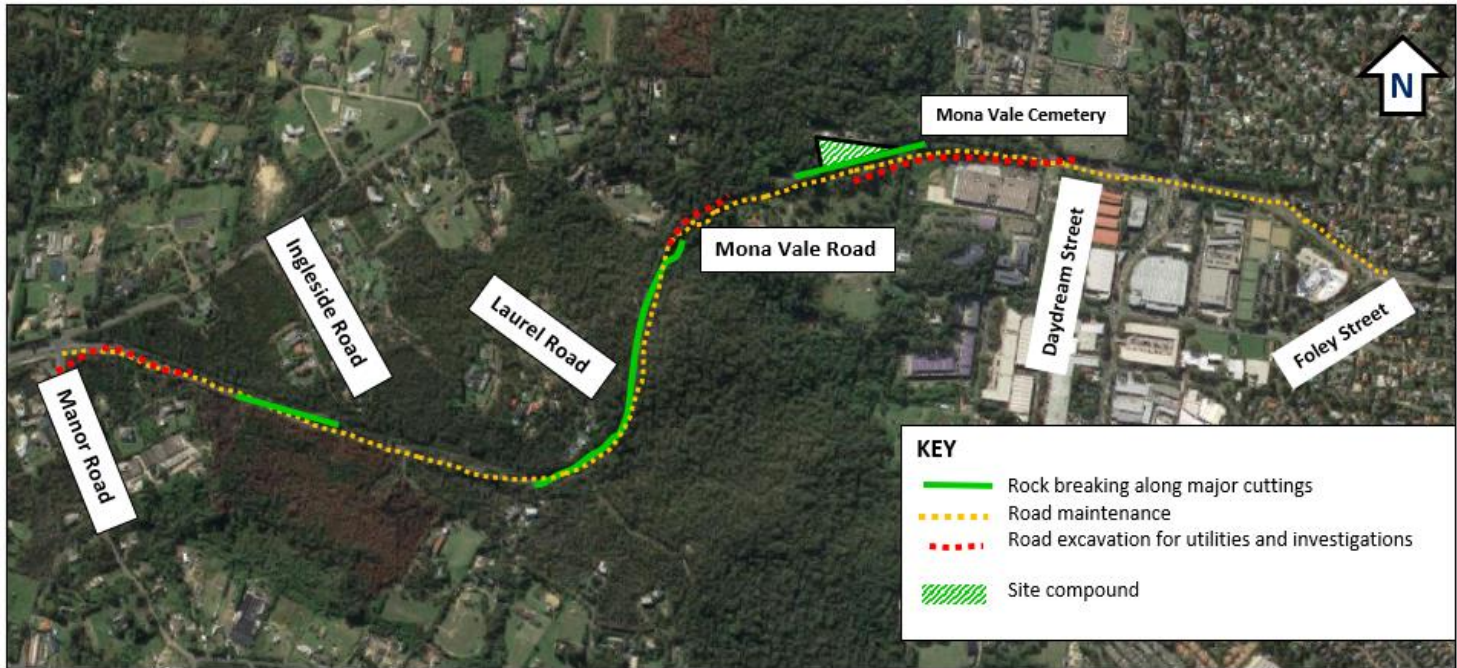 N
Mona Vale Cemetery
Mona Vale Road
Ingleside Road
Laurel Road
Daydream Street
Foley Street
Manor Road
KEY
Rock breaking along major cuttings
Road maintenance
Road excavation for utilities and investigations
Site compound